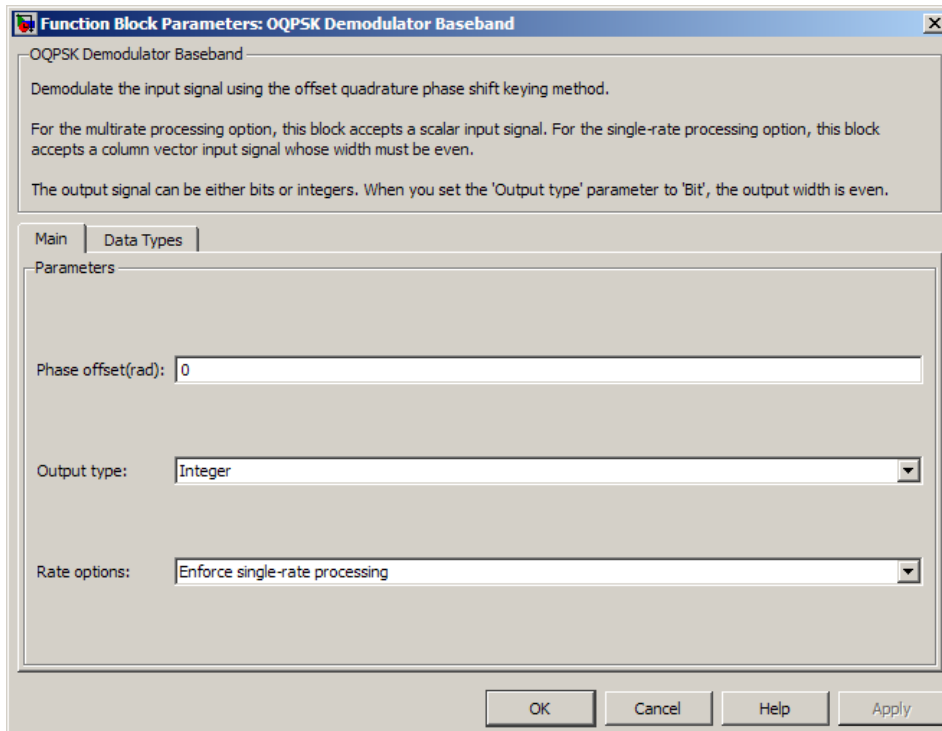 Function Block Parameters: OQPSK Demodulator Baseband
OQPSK Demodulator Baseband
Demodulate the input signal using the offset quadrature phase shift keying method.
For the multirate processing option, this block accepts a scalar input signal. For the single-rate processing option, this block
accepts a column vector input signal whose width must be even.
The output signal can be either bits or integers. When you set the 'Output type' parameter to 'Bit', the output width is even.
Main
Data Types
Parameters
Phase offset(rad): 0
Output type: Integer
Rate options: Enforce single-rate processing
OK
Cancel
Help
Apply